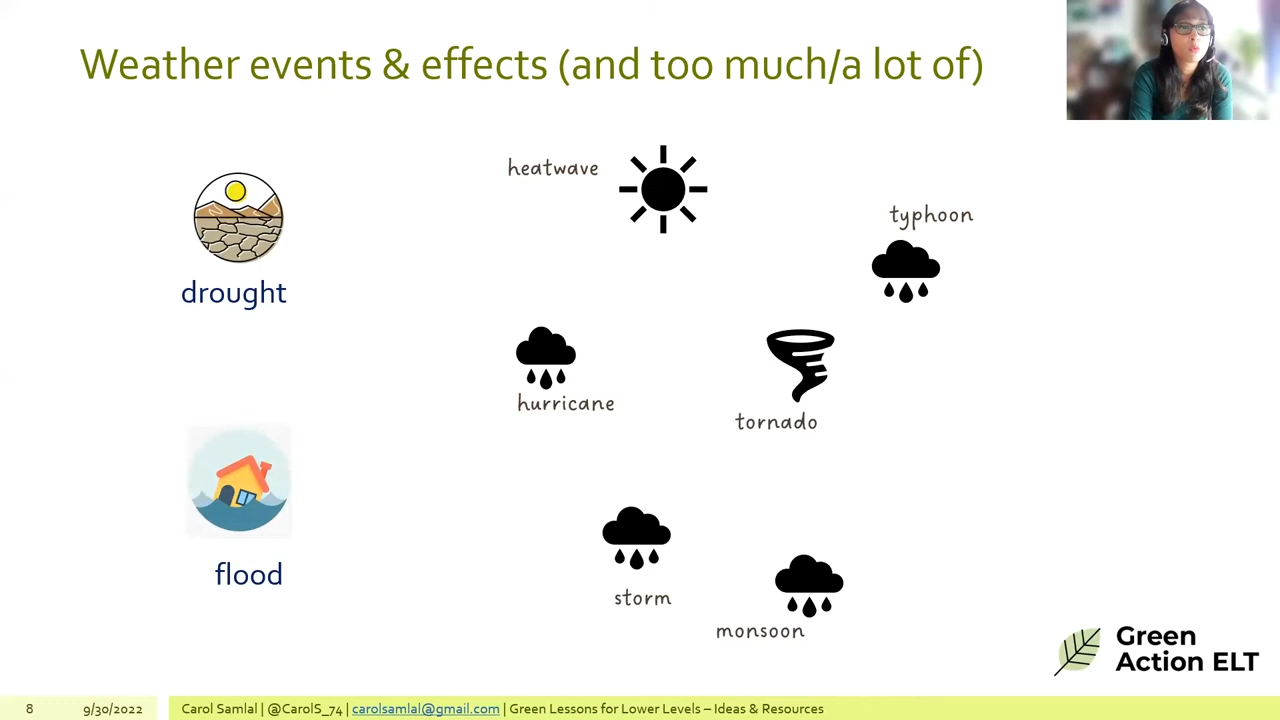 Weather events & effects (and too much/a lot of)
heatwave
typhoon
drought
hurricane
tornado
flood
storm
monsoon
Green
Action ELT
8
9/30/2022
Carol Samlal | @CarolS_74 | carolsamlal@gmail.com | Green Lessons for Lower Levels – Ideas & Resources